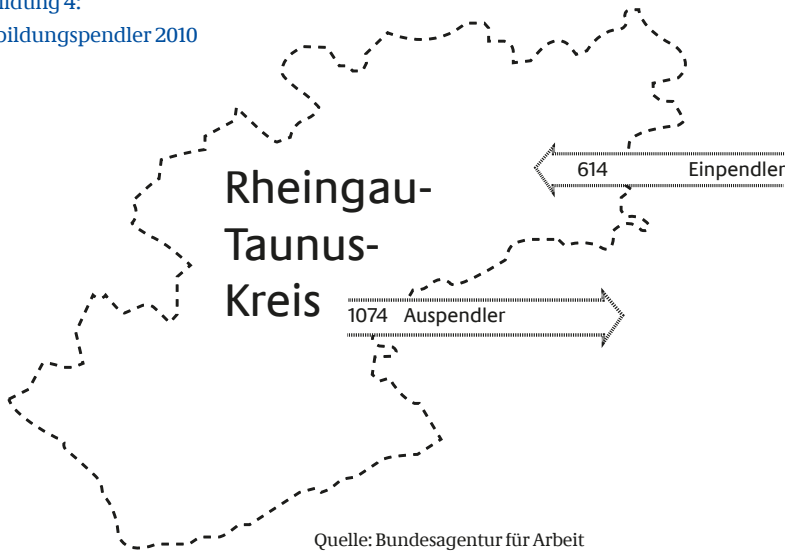 ildung 4:
bildungspendler 2010
614 Einpendler
Rheingau-
Taunus-
Kreis
1074 Auspendler
Quelle: Bundesagentur für Arbeit